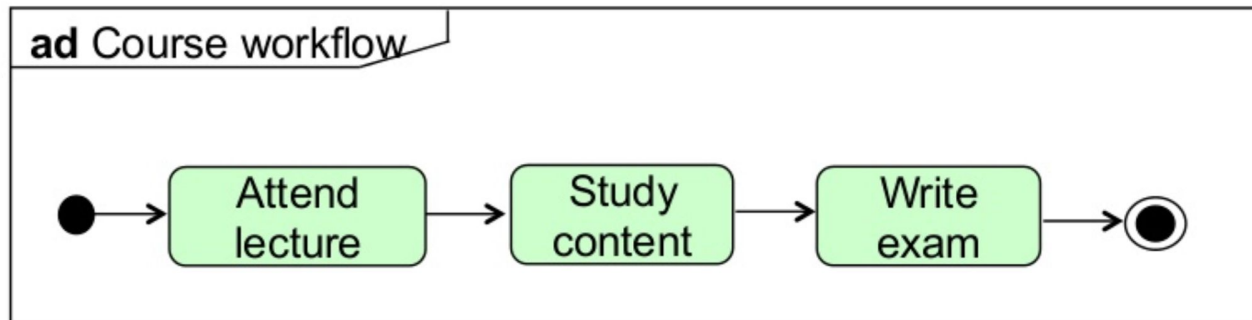 ad Course workflow
Attend
lecture
Study
content
Write
exam